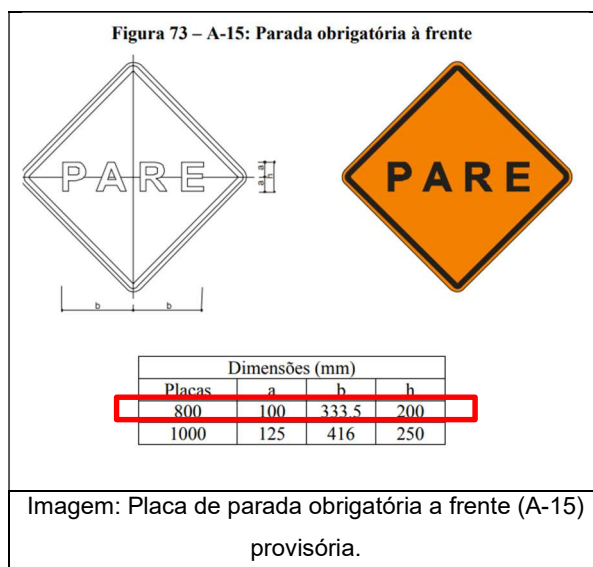 Figura 73 – A-15: Parada obrigatória à frente
PARE
a
a
h
b b
PARE
Dimensões (mm)
Placas a b h
800 100 333.5 200
1000 125 416 250
Imagem: Placa de parada obrigatória a frente (A-15)
provisória.